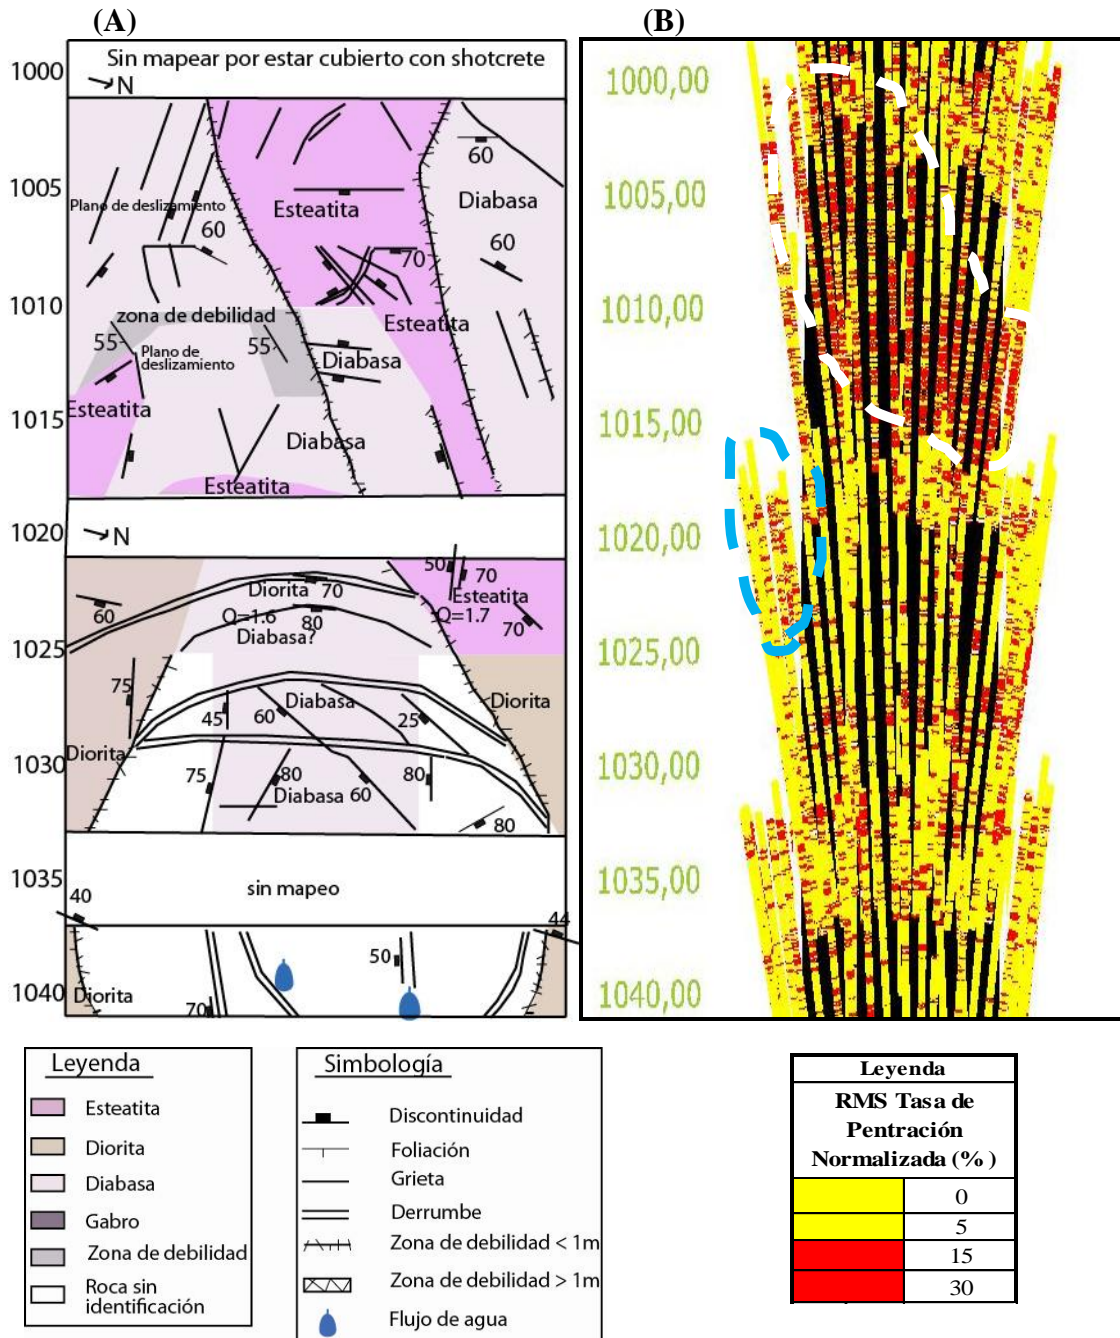 (A)
(B)
Sin mapear por estar cubierto con shotcrete
1000
N
60
1005
Plano de deslizamiento
Esteatita
Diabasa
60
60
70
1010
zona de debilidad
Esteatita
55
Plano de
deslizamiento
55
Diabasa
Esteatita
1015
Diabasa
Esteatita
1020
N
50
70
Diorita
70
Esteatita
60
Q=1.6
80
Q=1.7
Diabasa?
70
1025
75
Diabasa
Diorita
45
60
25
Diorita
1030
75
80
80
Diabasa
60
80
1035
sin mapeo
40
44
50
Diorita
1040
70
1000,00
1005,00
1010,00
1015,00
1020,00
1025,00
1030,00
1035,00
1040,00
Leyenda
Esteatita
Diorita
Diabasa
Gabro
Zona de debilidad
Roca sin
identificación
Simbología
Discontinuidad
Foliación
Grieta
Derrumbe
Zona de debilidad < 1m
Zona de debilidad > 1m
Flujo de agua
Leyenda
RMS Tasa de
Pentración
Normalizada (%)
0
5
15
30